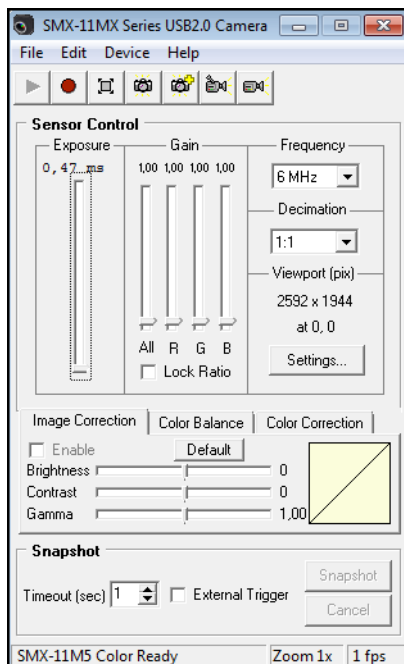 SMX-11MX Series USB2.0 Camera
File Edit Device Help
Sensor Control
Exposure Gain Frequency
0,47 ms 1,00 1,00 1,00 1,00
6 MHz
Decimation
1:1
Viewport (pix)
2592 x 1944
at 0, 0
All R G B
Settings...
Lock Ratio
Image Correction Color Balance Color Correction
Enable Default
Brightness 0
Contrast 0
Gamma 1,00
Snapshot
Snapshot
Timeout (sec) 1 External Trigger
Cancel
SMX-11M5 Color Ready Zoom 1x 1 fps